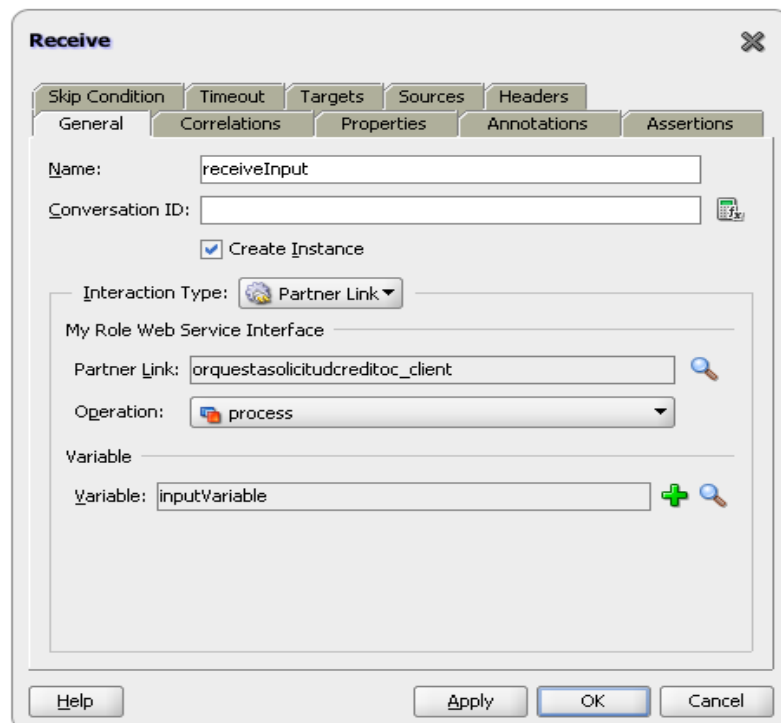 Receive
Skip Condition Timeout Targets Sources Headers
General Correlations Properties Annotations Assertions
Name: receiveInput
Conversation ID:
Create Instance
Interaction Type: Partner Link
My Role Web Service Interface
Partner Link: orquestasolicitudcreditoc_client
Operation: process
Variable
Variable: inputVariable
Help Apply OK Cancel